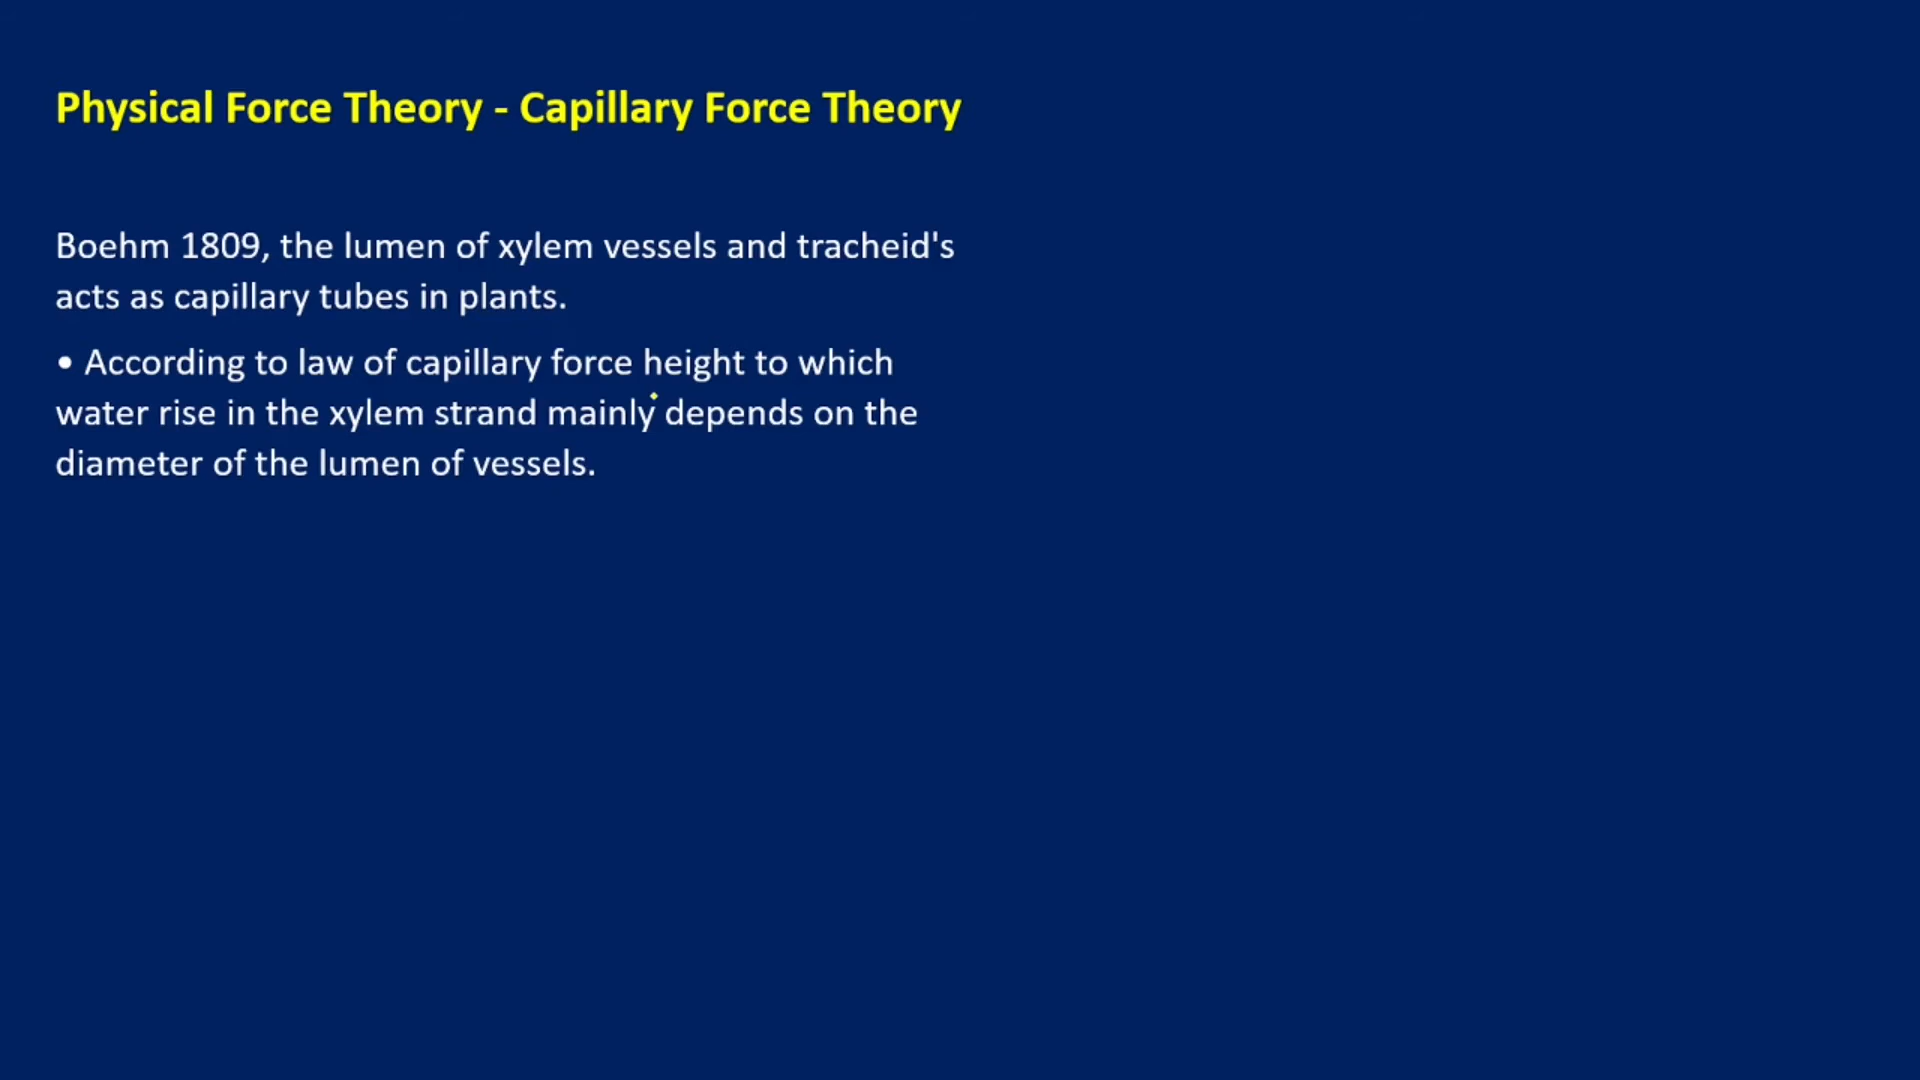 Physical Force Theory - Capillary Force Theory
Boehm 1809, the lumen of xylem vessels and tracheid's
acts as capillary tubes in plants.
• According to law of capillary force height to which
water rise in the xylem strand mainly depends on the
diameter of the lumen of vessels.